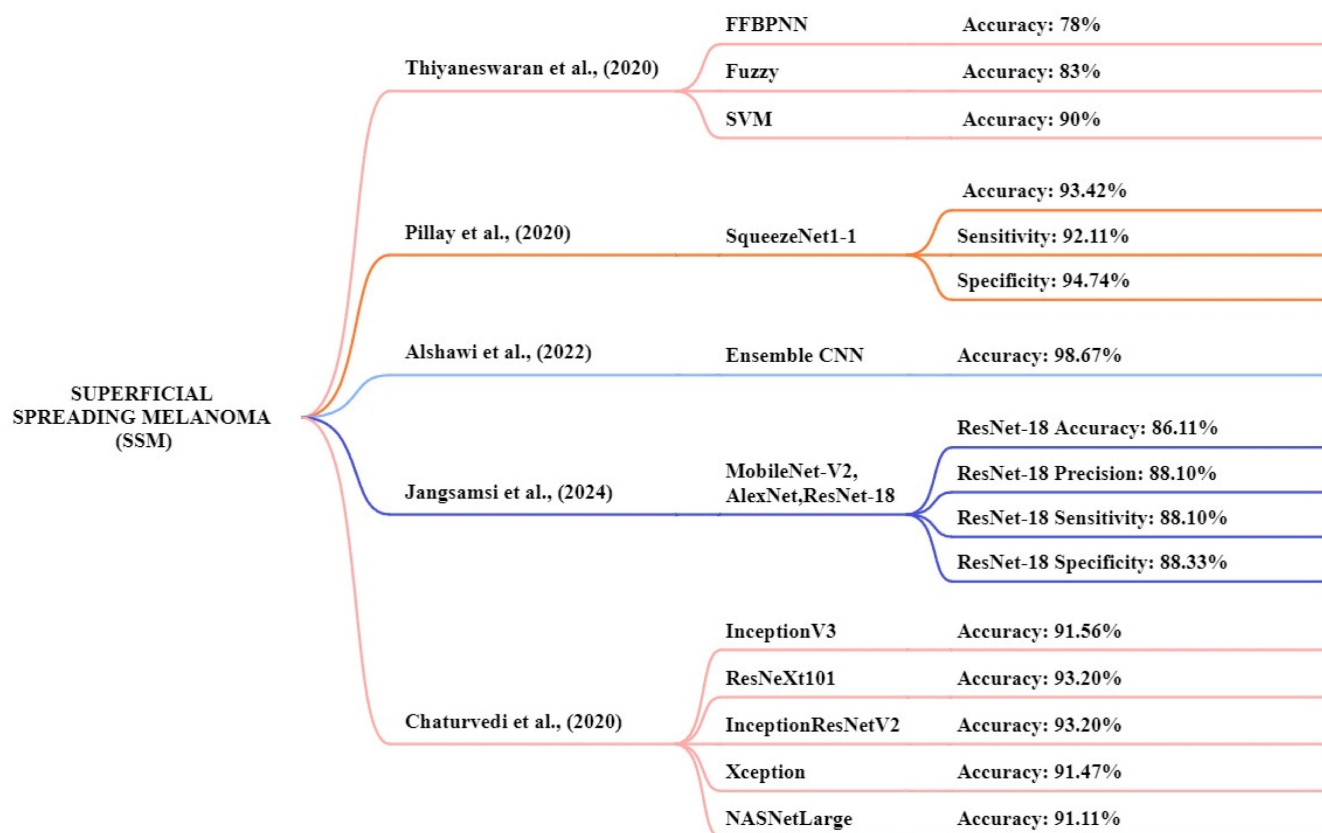 SUPERFICIAL
SPREADING MELANOMA
(SSM)
Thiyaneswaran et al., (2020)
FFBPNN
Accuracy: 78%
Fuzzy
Accuracy: 83%
SVM
Accuracy: 90%
Pillay et al., (2020)
SqueezeNet1-1
Accuracy: 93.42%
Sensitivity: 92.11%
Specificity: 94.74%
Alshawi et al., (2022)
Ensemble CNN
Accuracy: 98.67%
Jangsamsi et al., (2024)
MobileNet-V2,
AlexNet,ResNet-18
ResNet-18 Accuracy: 86.11%
ResNet-18 Precision: 88.10%
ResNet-18 Sensitivity: 88.10%
ResNet-18 Specificity: 88.33%
Chaturvedi et al., (2020)
InceptionV3
Accuracy: 91.56%
ResNeXt101
Accuracy: 93.20%
InceptionResNetV2
Accuracy: 93.20%
Xception
Accuracy: 91.47%
NASNetLarge
Accuracy: 91.11%